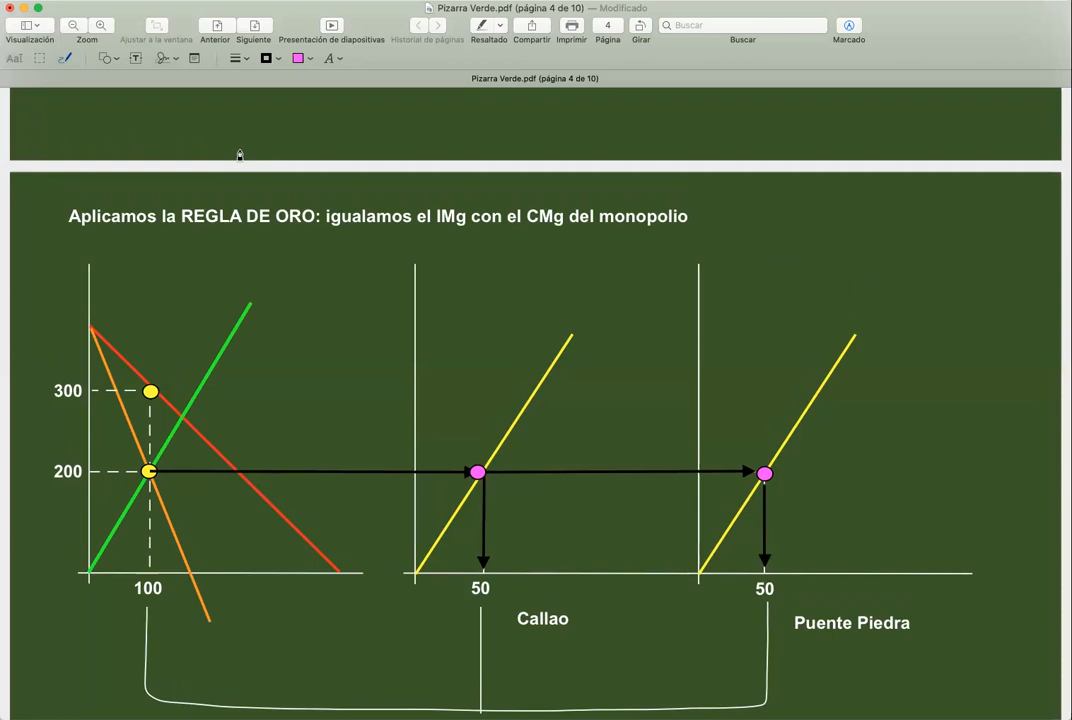 Pizarra Verde.pdf (página 4 de 10) — Modificado
Visualización
Zoom
Ajustar a la ventana
Anterior
Siguiente
Presentación de diapositivas
Historial de páginas
Resaltado
Compartir
Imprimir
4
Página
Girar
Buscar
Buscar
Marcado
AaI
T
A
Pizarra Verde.pdf (página 4 de 10)
Aplicamos la REGLA DE ORO: igualamos el IMg con el CMg del monopolio
300
200
100
50
50
Callao
Puente Piedra